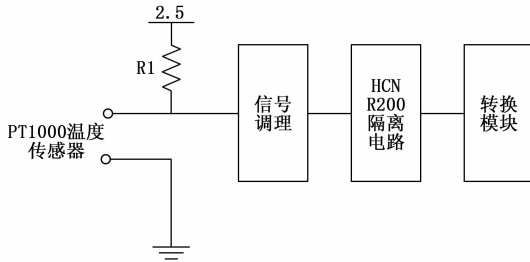 2.5
R1
PT1000温度
传感器
信号
调理
HCN
R200
隔离
电路
转换
模块